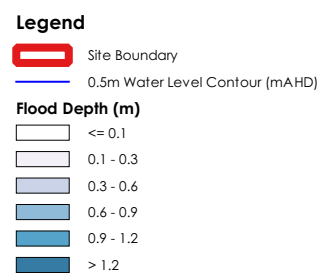 Legend
Site Boundary
0.5m Water Level Contour (mAHD)
Flood Depth (m)
<= 0.1
0.1 - 0.3
0.3 - 0.6
0.6 - 0.9
0.9 - 1.2
> 1.2